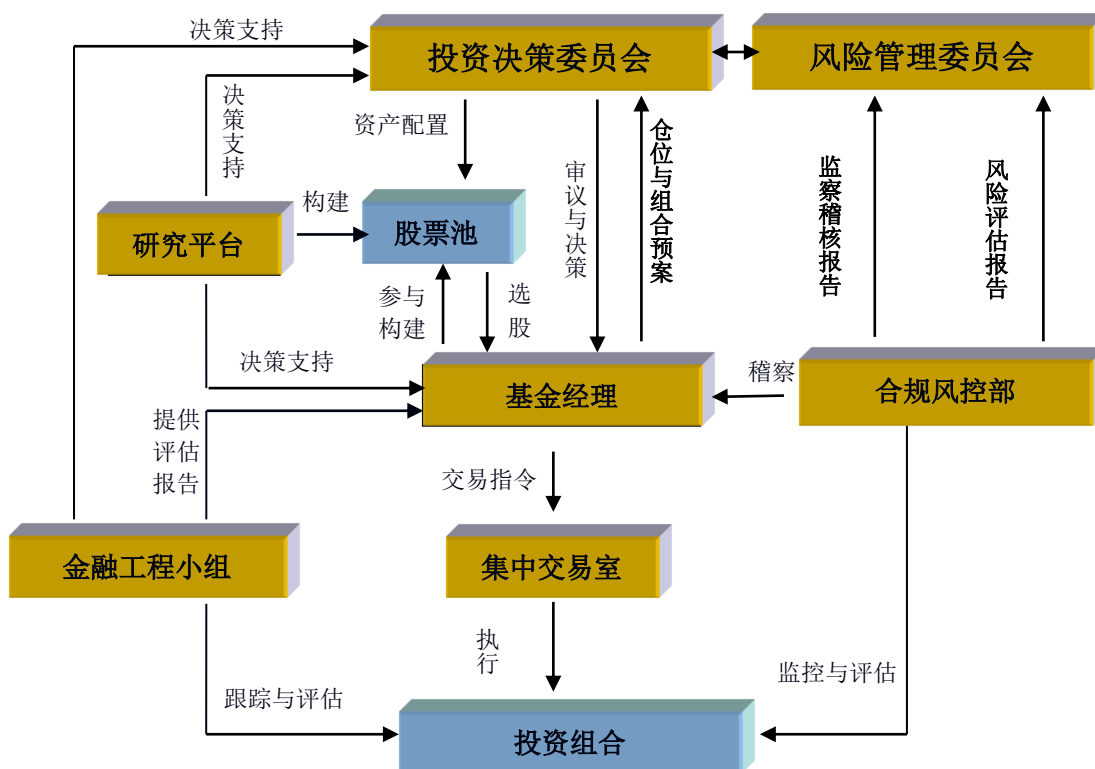 决策支持
投资决策委员会
风险管理委员会
决策支持
资产配置
审议与决策
仓位与组合预案
监察稽核报告
风险评估报告
构建
研究平台
股票池
参与
构建
选股
决策支持
基金经理
稽察
合规风控部
提供
评估
报告
交易指令
金融工程小组
集中交易室
执行
跟踪与评估
监控与评估
投资组合